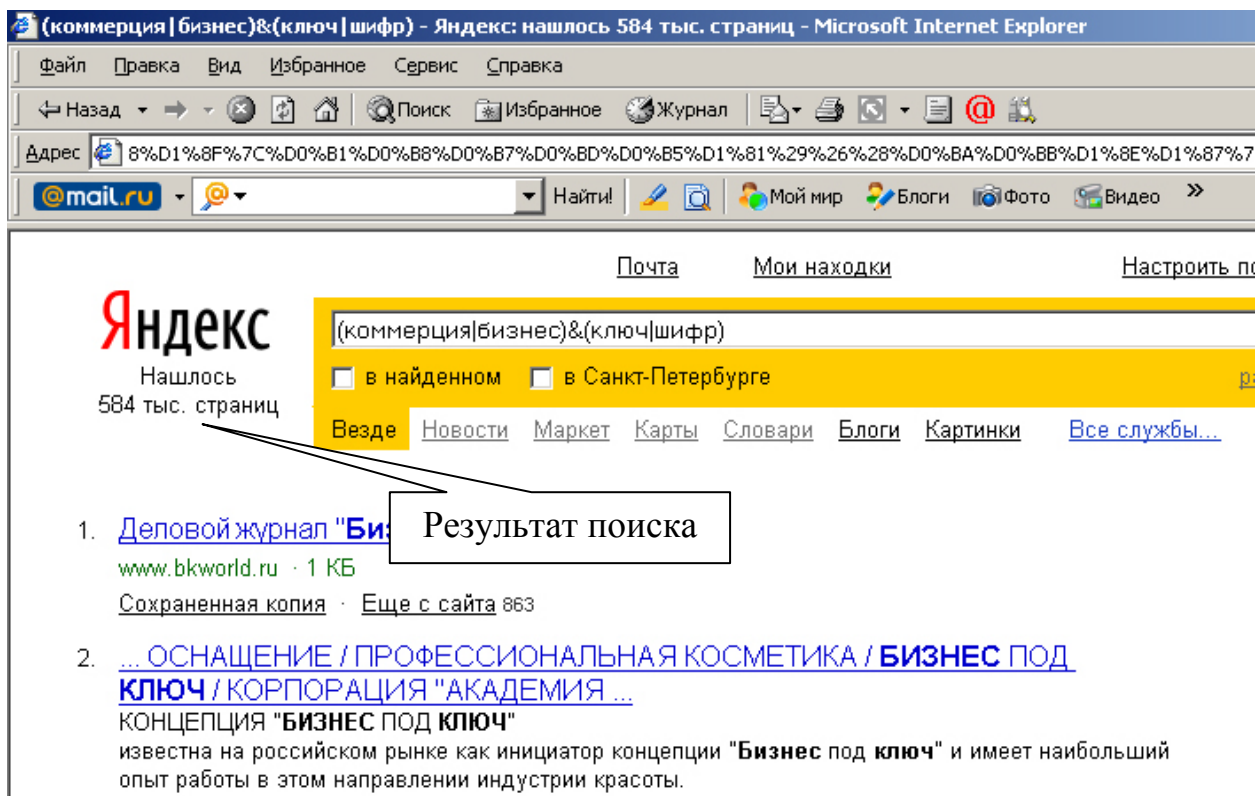 (коммерция|бизнес)&(ключ|шифр) - Яндекс: нашлось 584 тыс. страниц - Microsoft Internet Explorer
Файл Правка Вид Избранное Сервис Справка
Назад Поиск Избранное Журнал
Адрес 8%D1%8F%7C%D0%B1%D0%B8%D0%B7%D0%BD%D0%B5%D1%81%29%26%28%D0%BA%D0%BB%D1%8E%D1%87%7
@mail.ru Найти! Мой мир Блоги Фото Видео »
Почта Мои находки Настроить по
Яндекс
(коммерция|бизнес)&(ключ|шифр)
Нашлось
584 тыс. страниц
в найденном в Санкт-Петербурге ра
Везде Новости Маркет Карты Словари Блоги Картинки Все службы...
Результат поиска
1. Деловой журнал "Биз
www.bkworld.ru · 1 КБ
Сохраненная копия · Еще с сайта 863
2. ... ОСНАЩЕНИЕ / ПРОФЕССИОНАЛЬНАЯ КОСМЕТИКА / БИЗНЕС ПОД
КЛЮЧ / КОРПОРАЦИЯ "АКАДЕМИЯ ...
КОНЦЕПЦИЯ "БИЗНЕС ПОД КЛЮЧ"
известна на российском рынке как инициатор концепции "Бизнес под ключ" и имеет наибольший
опыт работы в этом направлении индустрии красоты.